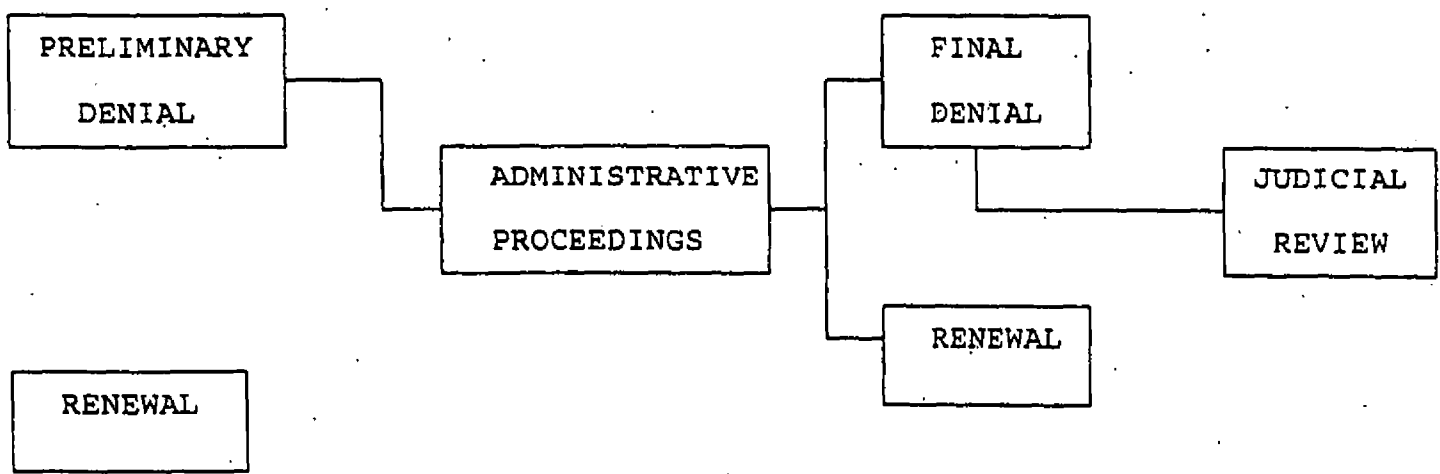 PRELIMINARY
DENIAL
ADMINISTRATIVE
PROCEEDINGS
FINAL
DENIAL
JUDICIAL
REVIEW
RENEWAL
RENEWAL